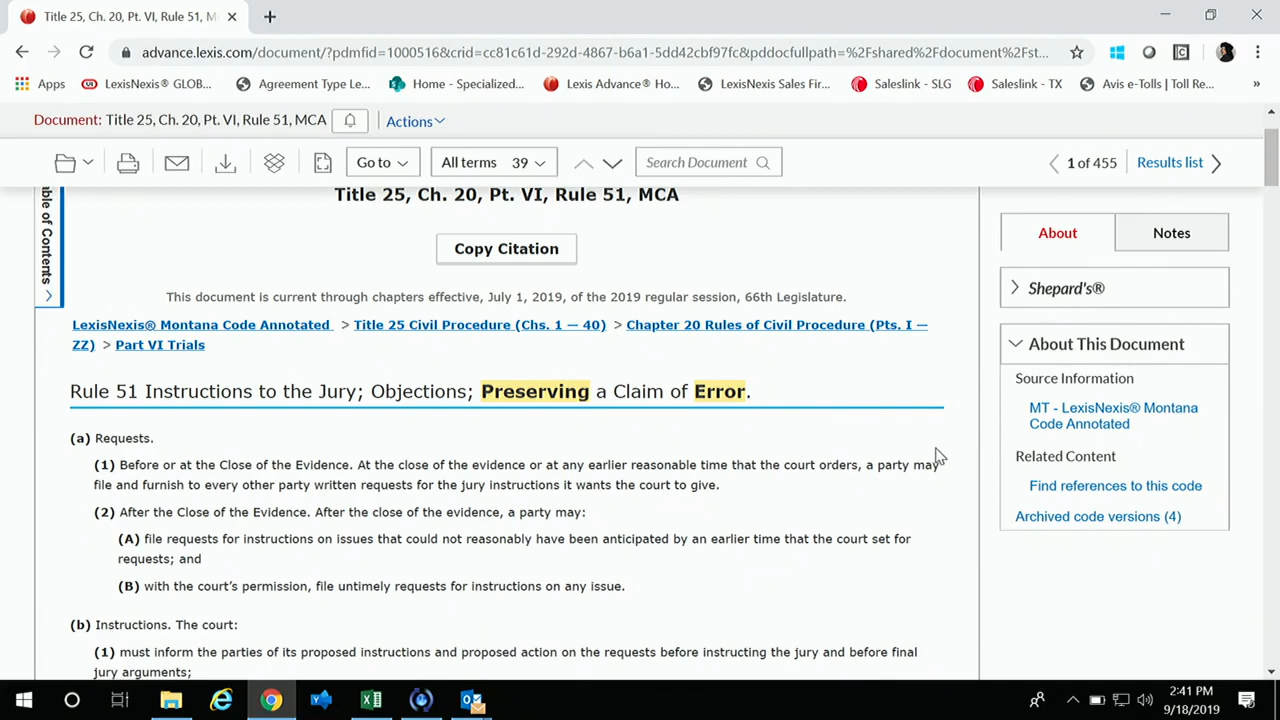 Title 25, Ch. 20, Pt. VI, Rule 51, M
advance.lexis.com/document/?pdmfid=1000516&crid=cc81c61d-292d-4867-b6a1-5dd42cbf97fc&pddocfullpath=%2Fshared%2Fdocument%2Fst...
Apps LexisNexis® GLOB... Agreement Type Le... Home - Specialized... Lexis Advance® Ho... LexisNexis Sales Fir... Saleslink - SLG Saleslink - TX Avis e-Tolls | Toll Re... »
Document: Title 25, Ch. 20, Pt. VI, Rule 51, MCA Actions
Go to All terms 39 Search Document 1 of 455 Results list
able of Contents
Title 25, Ch. 20, Pt. VI, Rule 51, MCA
Copy Citation
This document is current through chapters effective, July 1, 2019, of the 2019 regular session, 66th Legislature.
LexisNexis® Montana Code Annotated > Title 25 Civil Procedure (Chs. 1 — 40) > Chapter 20 Rules of Civil Procedure (Pts. I —
ZZ) > Part VI Trials
Rule 51 Instructions to the Jury; Objections; Preserving a Claim of Error.
(a) Requests.
(1) Before or at the Close of the Evidence. At the close of the evidence or at any earlier reasonable time that the court orders, a party may
file and furnish to every other party written requests for the jury instructions it wants the court to give.
(2) After the Close of the Evidence. After the close of the evidence, a party may:
(A) file requests for instructions on issues that could not reasonably have been anticipated by an earlier time that the court set for
requests; and
(B) with the court's permission, file untimely requests for instructions on any issue.
(b) Instructions. The court:
(1) must inform the parties of its proposed instructions and proposed action on the requests before instructing the jury and before final
jury arguments;
About Notes
Shepard's®
About This Document
Source Information
MT - LexisNexis® Montana
Code Annotated
Related Content
Find references to this code
Archived code versions (4)
2:41 PM
9/18/2019